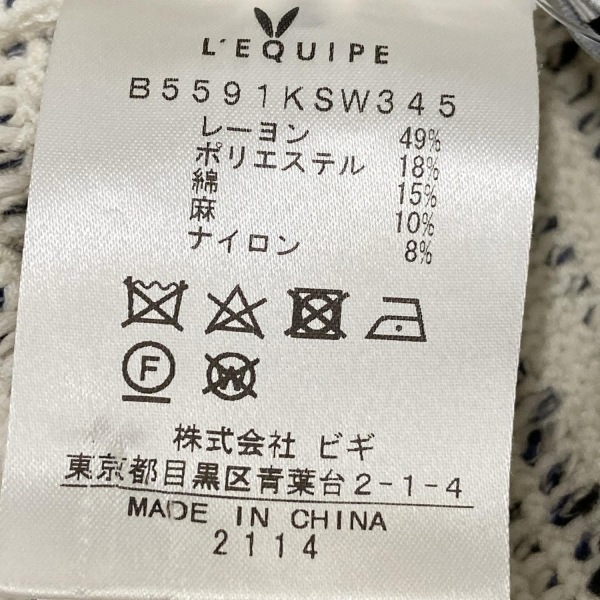 L'EQUIPE
B5591KSW345
レーヨン 49%
ポリエステル 18%
綿 15%
麻 10%
ナイロン 8%
F W
株式会社 ビギ
東京都目黒区青葉台2-1-4
MADE IN CHINA
2114